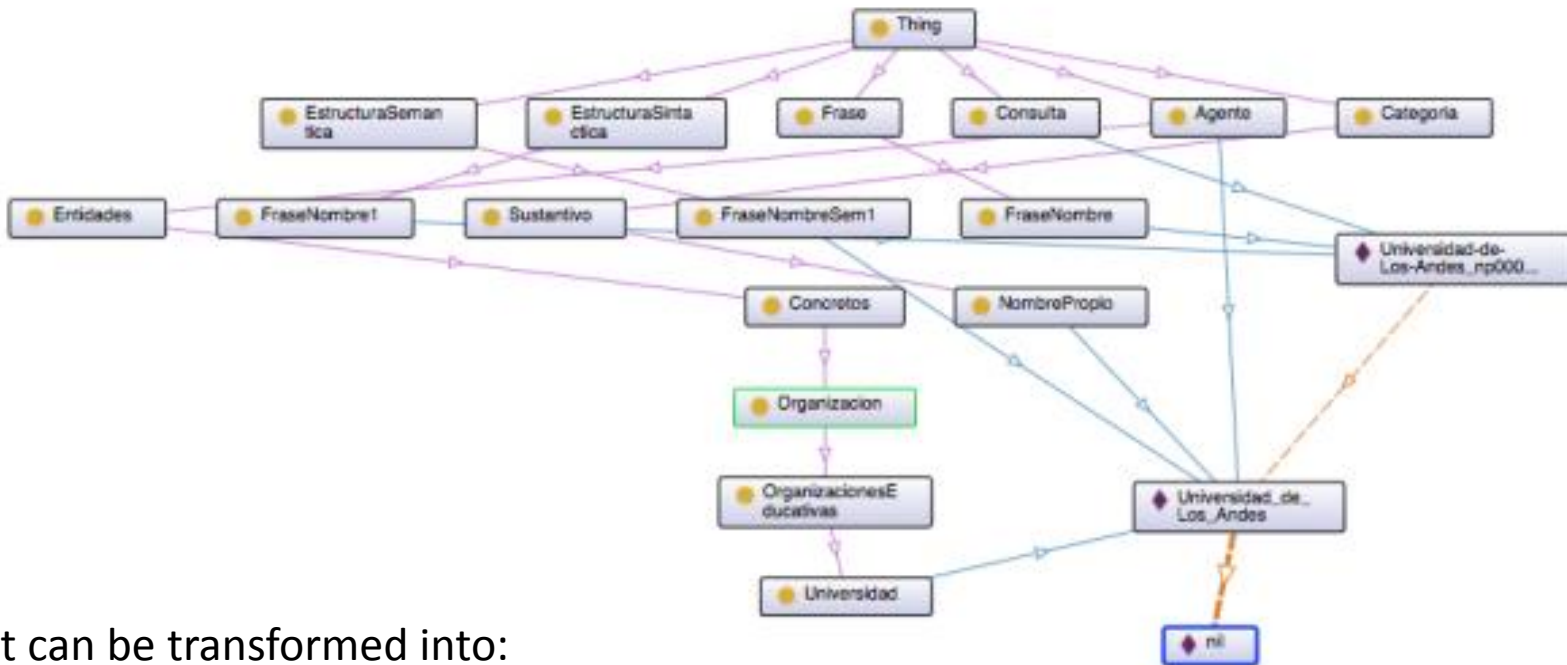 Thing
EstructuraSeman
tica
EstructuraSinta
ctica
Frase
Consulta
Agente
Categoria
Entidades
FraseNombre1
Sustantivo
FraseNombreSem1
FraseNombre
Universidad-de-
Los-Andes_np000...
Concretos
NombrePropio
Organizacion
OrganizacionesE
ducativas
Universidad_de_
Los_Andes
Universidad
nil
t can be transformed into: